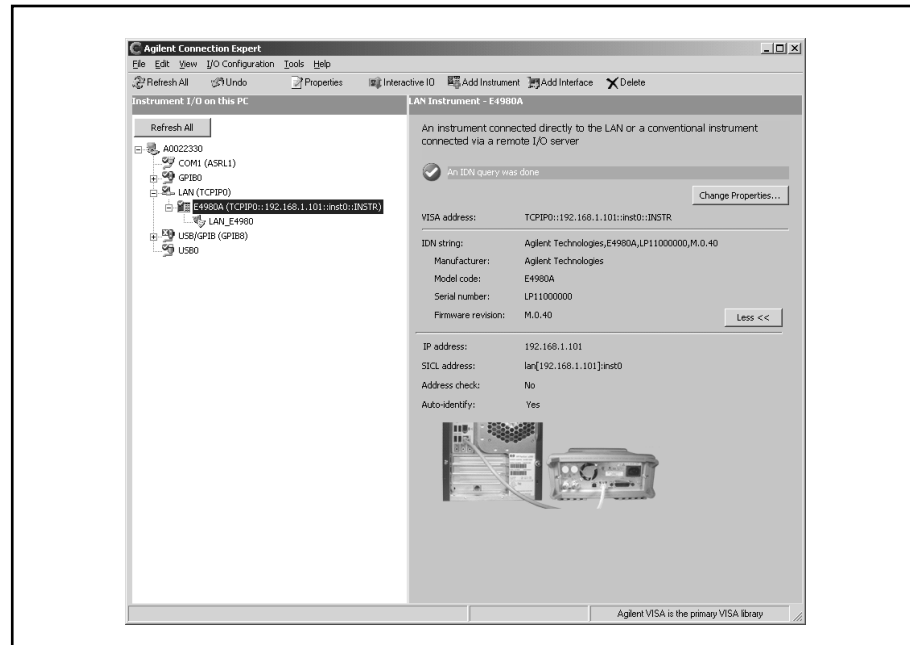 Agilent Connection Expert
File Edit View I/O Configuration Tools Help
Refresh All Undo Properties Interactive IO Add Instrument Add Interface Delete
Instrument I/O on this PC
LAN Instrument - E4980A
Refresh All
A0022330
COM1 (ASRL1)
GPIB0
LAN (TCPIP0)
E4980A (TCPIP0::192.168.1.101::inst0::INSTR)
LAN_E4980
USB/GPIB (GPIB8)
USB0
An instrument connected directly to the LAN or a conventional instrument
connected via a remote I/O server
An IDN query was done
Change Properties...
VISA address: TCPIP0::192.168.1.101::inst0::INSTR
IDN string: Agilent Technologies,E4980A,LP11000000,M.0.40
Manufacturer: Agilent Technologies
Model code: E4980A
Serial number: LP11000000
Firmware revision: M.0.40
Less <<
IP address: 192.168.1.101
SICL address: lan[192.168.1.101]:inst0
Address check: No
Auto-identify: Yes
Agilent VISA is the primary VISA library